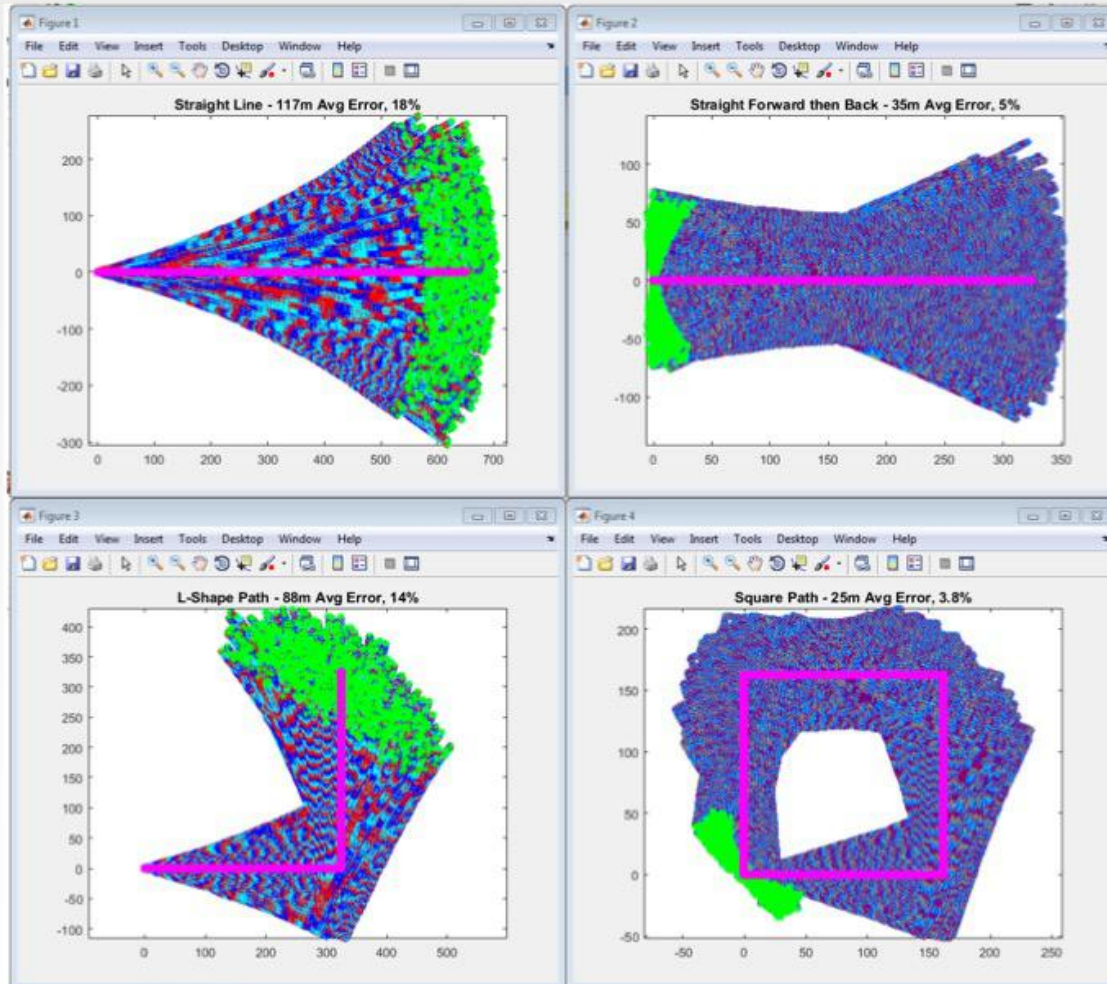 Figure 1
File Edit View Insert Tools Desktop Window Help
Straight Line - 117m Avg Error, 18%
200
100
0
-100
-200
-300
0 100 200 300 400 500 600 700
Figure 2
File Edit View Insert Tools Desktop Window Help
Straight Forward then Back - 35m Avg Error, 5%
100
50
0
-50
-100
0 50 100 150 200 250 300 350
Figure 3
File Edit View Insert Tools Desktop Window Help
L-Shape Path - 88m Avg Error, 14%
400
350
300
250
200
150
100
50
0
-50
-100
0 100 200 300 400 500
Figure 4
File Edit View Insert Tools Desktop Window Help
Square Path - 25m Avg Error, 3.8%
200
150
100
50
0
-50
-50 0 50 100 150 200 250